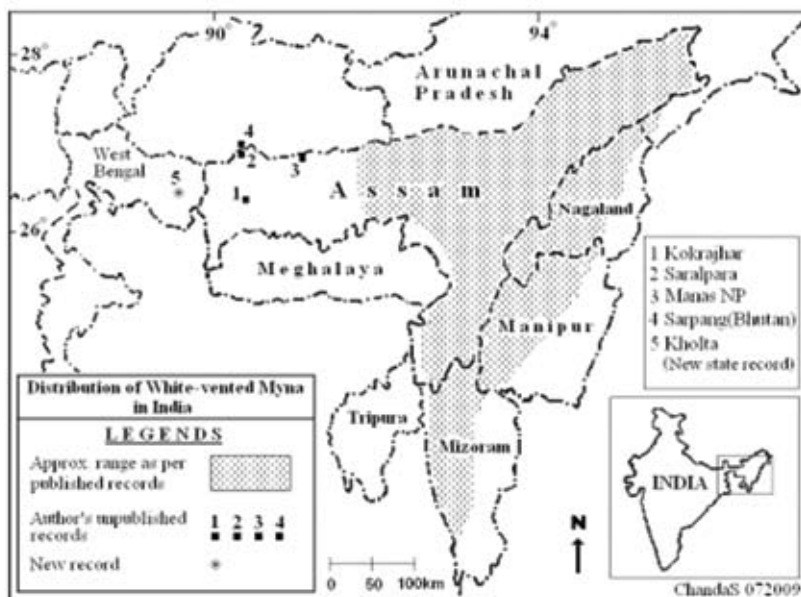 90°
94°
28°
Arunachal
Pradesh
West
Bengal
4
2
3
5
1
Assam
Nagaland
26°
Meghalaya
Manipur
1 Kokrajhar
2 Saralpara
3 Manas NP
4 Sarpang(Bhutan)
5 Kholta
(New state record)
Distribution of White-vented Myna
in India
LEGENDS
Approx. range as per
published records
Author's unpublished
records
1 2 3 4
New record
Tripura
Mizoram
INDIA
N
0 50 100km
ChandaS 072009